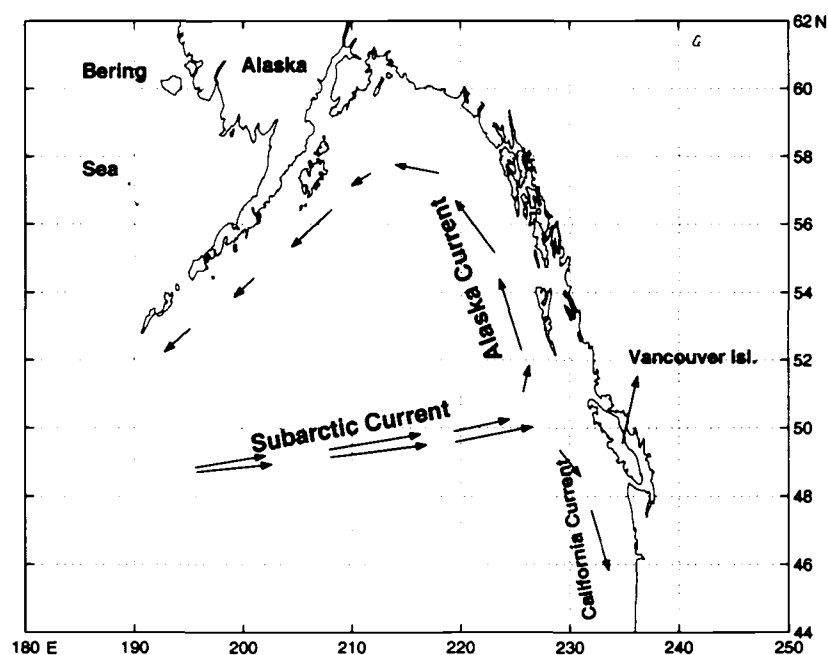 62 N
Bering
Alaska
60
Sea
58
56
Alaska Current
54
Vancouver Isl.
52
Subarctic Current
50
48
California Current
46
44
180 E
190
200
210
220
230
240
250